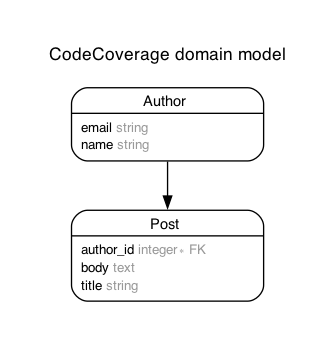 CodeCoverage domain model
Author
email string
name string
Post
author_id integer∗ FK
body text
title string